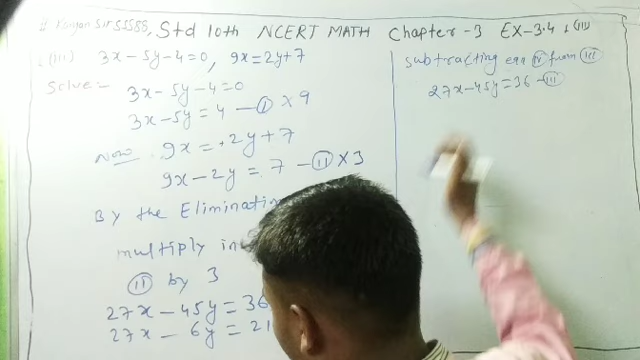 Std 10th NCERT MATH Chapter -3 EX-3.4 1 (iii)
(iii) 3x-5y-4=0, 9x=2y+7
Solve:- 3x-5y-4=0
3x-5y=4 -(i) ×9
Now 9x=+2y+7
9x-2y=7 -(ii) ×3
By the Eliminatio
multiply in
(ii) by 3
27x-45y=36
27x-6y=21
subtracting eqn (iv) from (iii)
27x-45y=36-(iii)